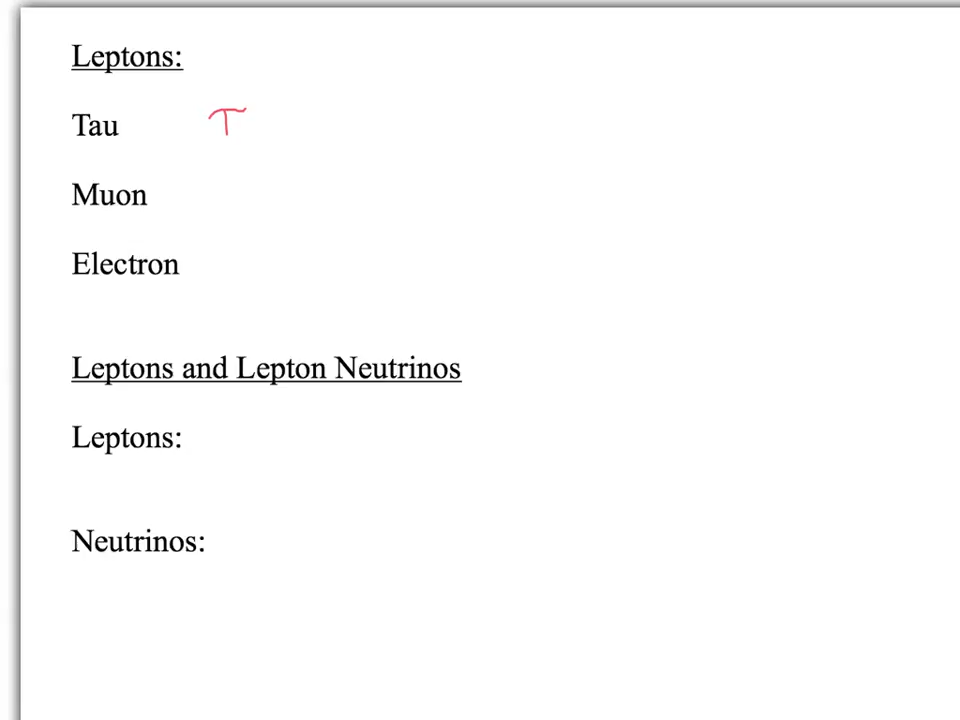 Leptons:
Tau τ
Muon
Electron
Leptons and Lepton Neutrinos
Leptons:
Neutrinos: